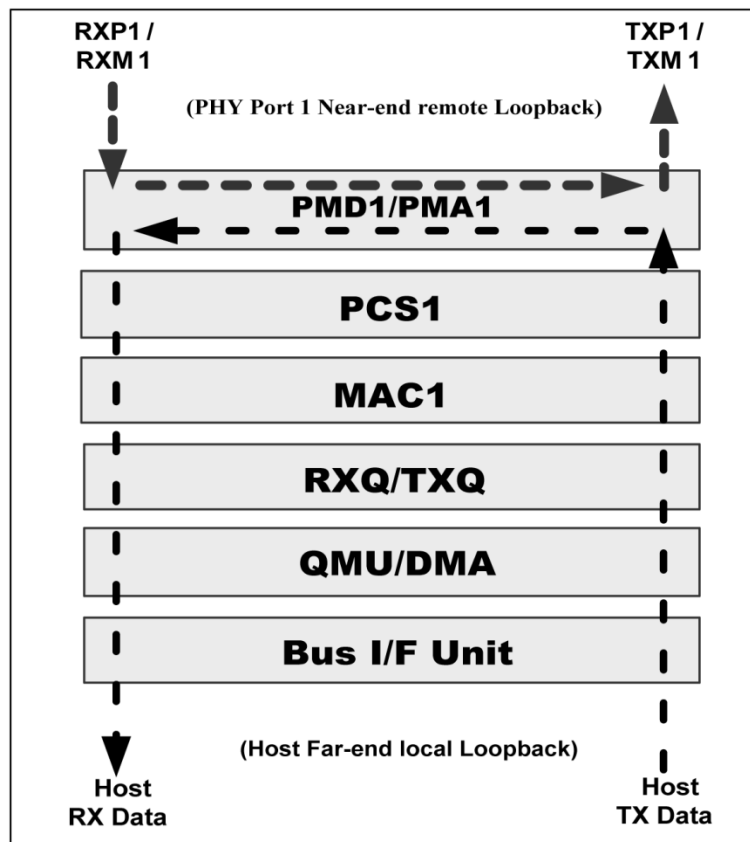 RXP1 /
RXM1
TXP1 /
TXM1
(PHY Port 1 Near-end remote Loopback)
PMD1/PMA1
PCS1
MAC1
RXQ/TXQ
QMU/DMA
Bus I/F Unit
(Host Far-end local Loopback)
Host
RX Data
Host
TX Data